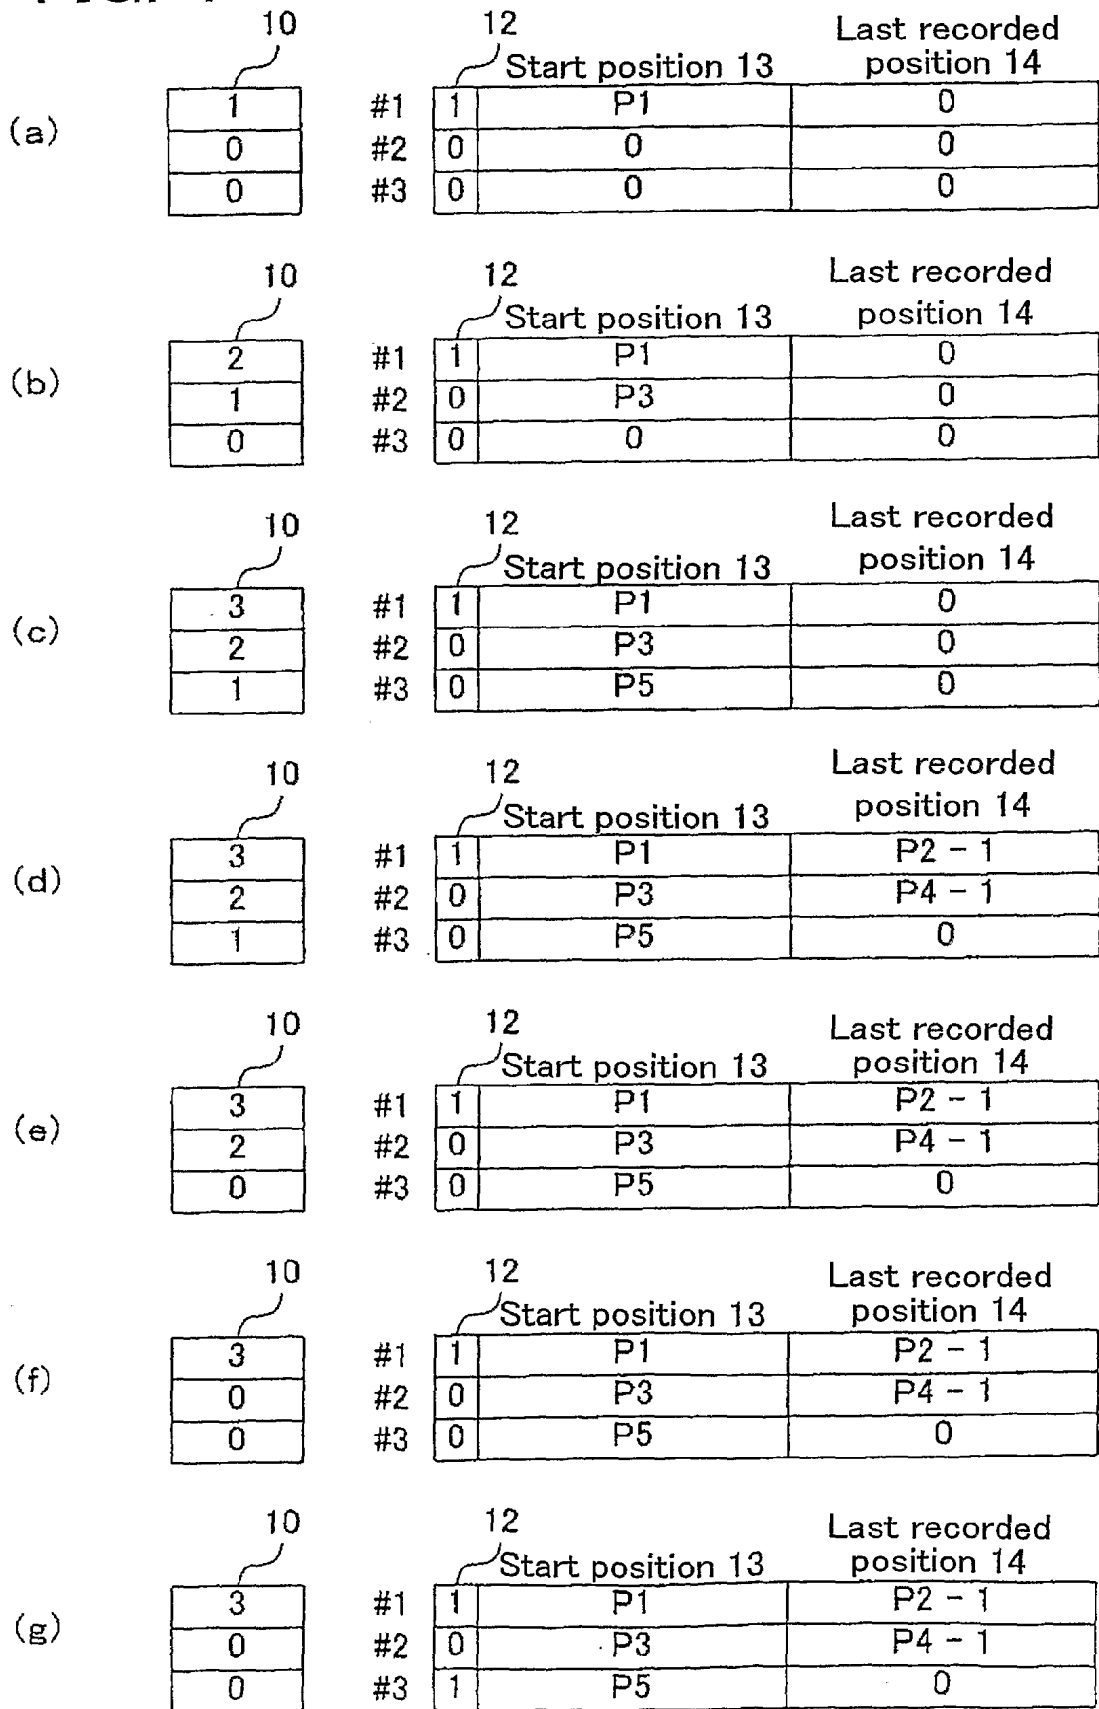 10 12 Last recorded
Start position 13 position 14
(a) 1 #1 1 P1 0
0 #2 0 0 0
0 #3 0 0 0
10 12 Last recorded
Start position 13 position 14
(b) 2 #1 1 P1 0
1 #2 0 P3 0
0 #3 0 0 0
10 12 Last recorded
Start position 13 position 14
(c) 3 #1 1 P1 0
2 #2 0 P3 0
1 #3 0 P5 0
10 12 Last recorded
Start position 13 position 14
(d) 3 #1 1 P1 P2 - 1
2 #2 0 P3 P4 - 1
1 #3 0 P5 0
10 12 Last recorded
Start position 13 position 14
(e) 3 #1 1 P1 P2 - 1
2 #2 0 P3 P4 - 1
0 #3 0 P5 0
10 12 Last recorded
Start position 13 position 14
(f) 3 #1 1 P1 P2 - 1
0 #2 0 P3 P4 - 1
0 #3 0 P5 0
10 12 Last recorded
Start position 13 position 14
(g) 3 #1 1 P1 P2 - 1
0 #2 0 P3 P4 - 1
0 #3 1 P5 0